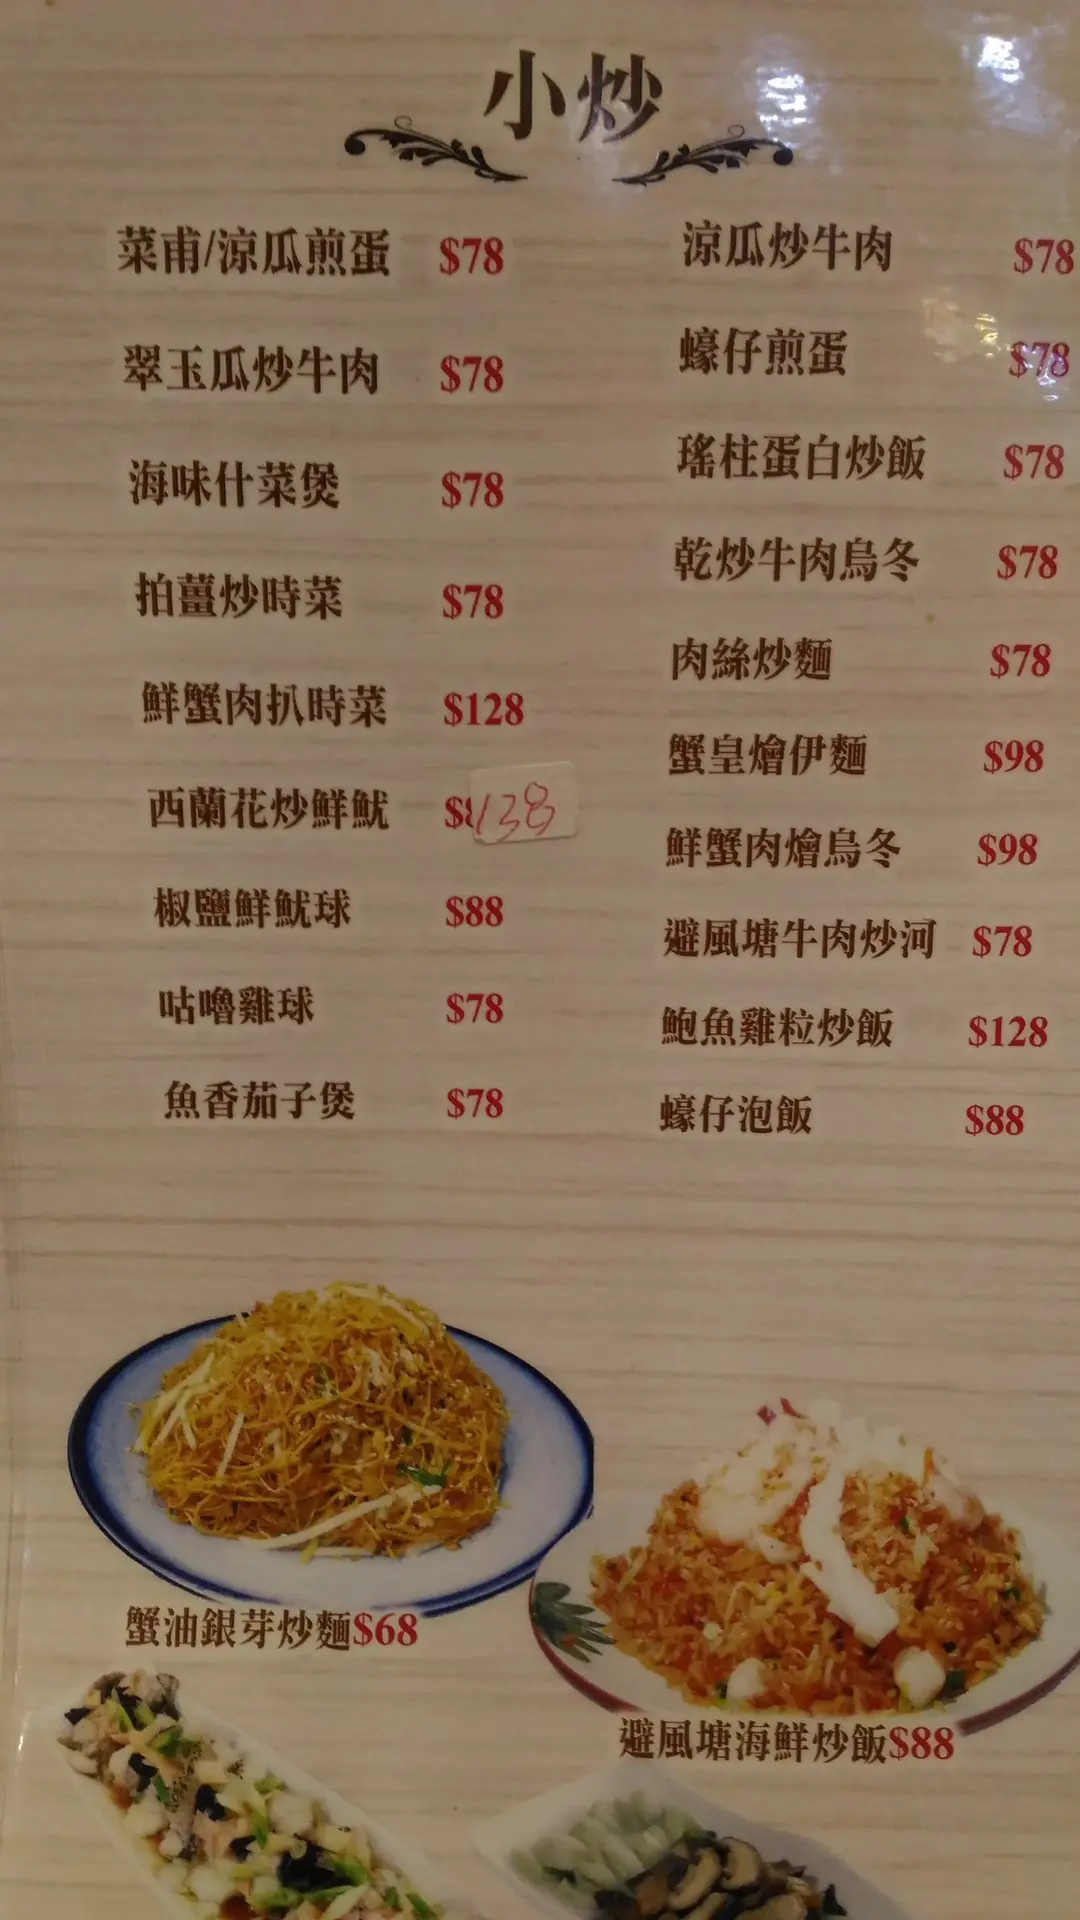 小炒
菜甫/涼瓜煎蛋 $78
翠玉瓜炒牛肉 $78
海味什菜煲 $78
拍薑炒時菜 $78
鮮蟹肉扒時菜 $128
西蘭花炒鮮魷 $138
椒鹽鮮魷球 $88
咕嚕雞球 $78
魚香茄子煲 $78
涼瓜炒牛肉 $78
蠔仔煎蛋 $78
瑤柱蛋白炒飯 $78
乾炒牛肉烏冬 $78
肉絲炒麵 $78
蟹皇燴伊麵 $98
鮮蟹肉燴烏冬 $98
避風塘牛肉炒河 $78
鮑魚雞粒炒飯 $128
蠔仔泡飯 $88
蟹油銀芽炒麵$68
避風塘海鮮炒飯$88